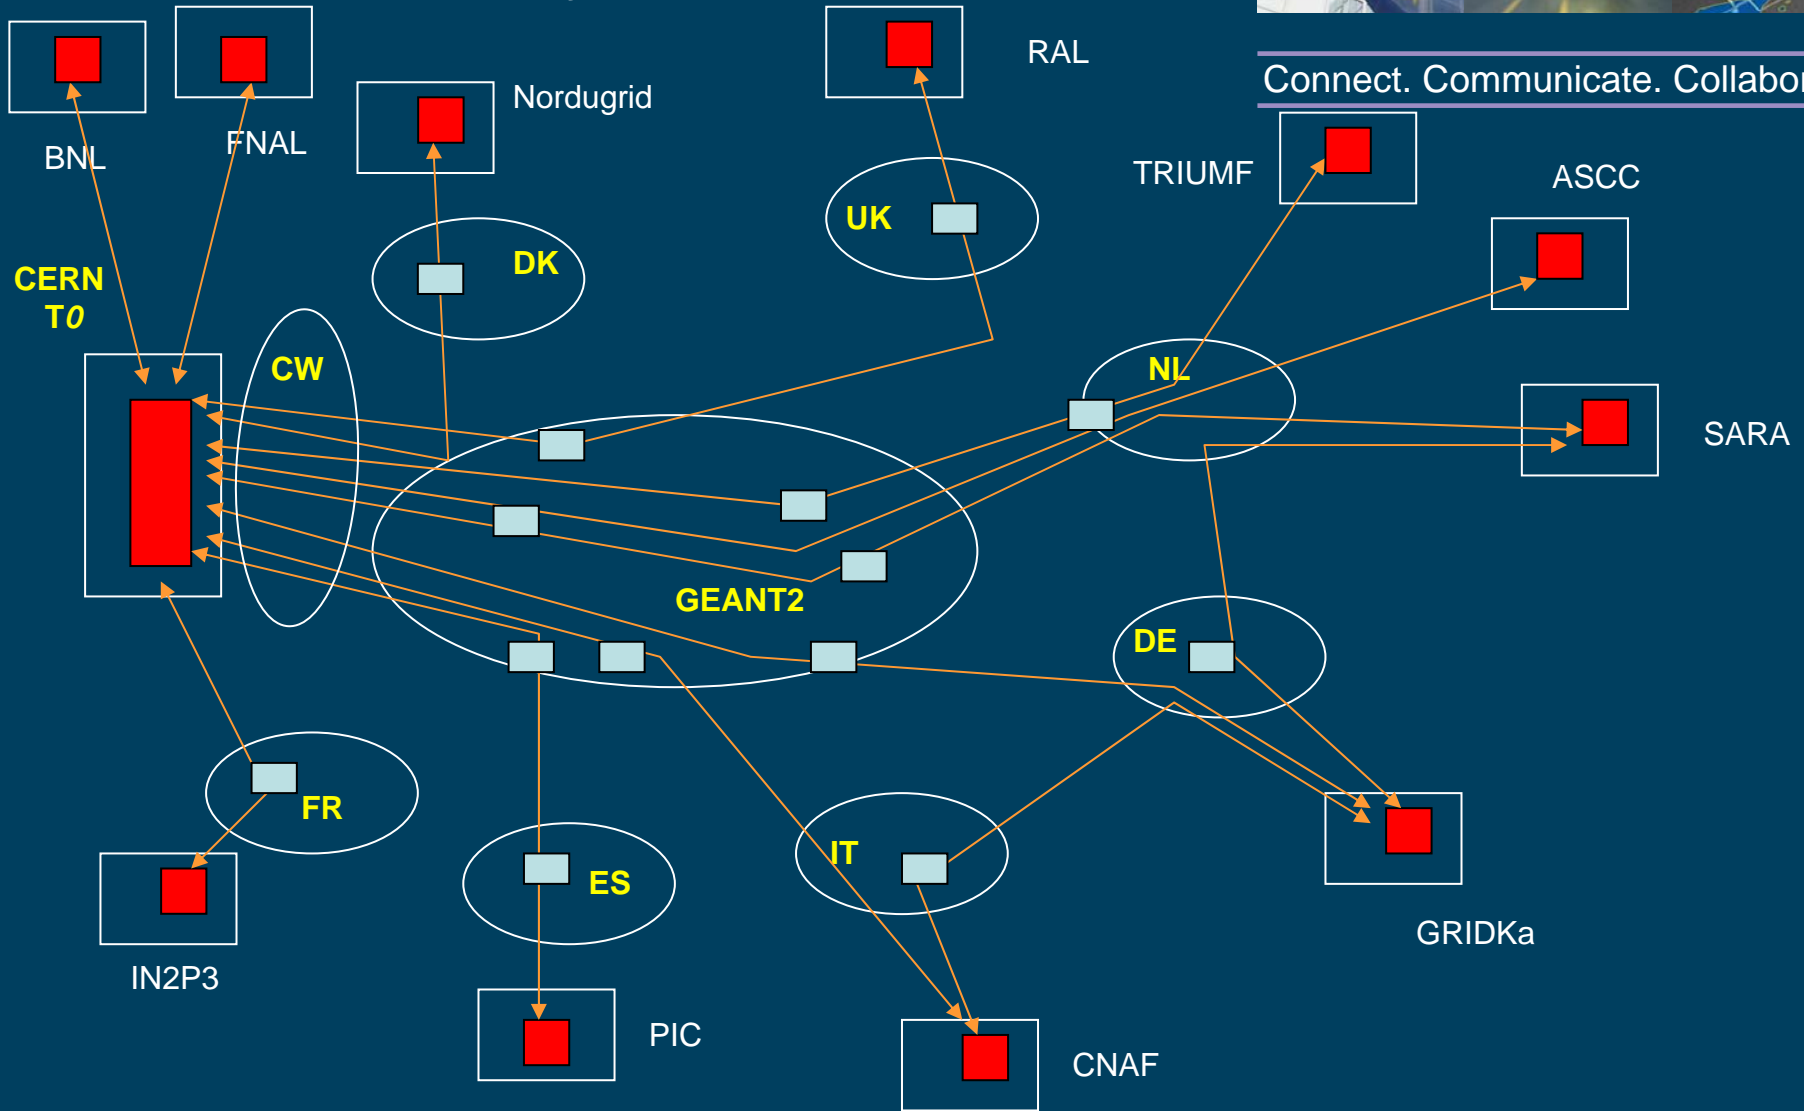 RAL
Connect. Communicate. Collabor
Nordugrid
BNL
FNAL
TRIUMF
ASCC
UK
DK
CERN
T0
CW
NL
SARA
GEANT2
DE
FR
IT
ES
GRIDKa
IN2P3
PIC
CNAF